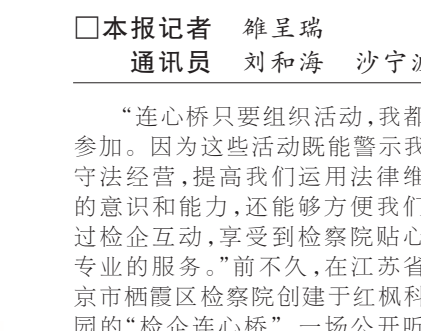 □本报记者 雒呈瑞
通讯员 刘和海 沙宁
“连心桥只要组织活动,我都
参加。因为这些活动既能警示我
守法经营,提高我们运用法律维
的意识和能力,还能够方便我们
过检企互动,享受到检察院贴心
专业的服务。”前不久,在江苏省
京市栖霞区检察院创建于红枫科
园的“检企连心桥”一场公开听